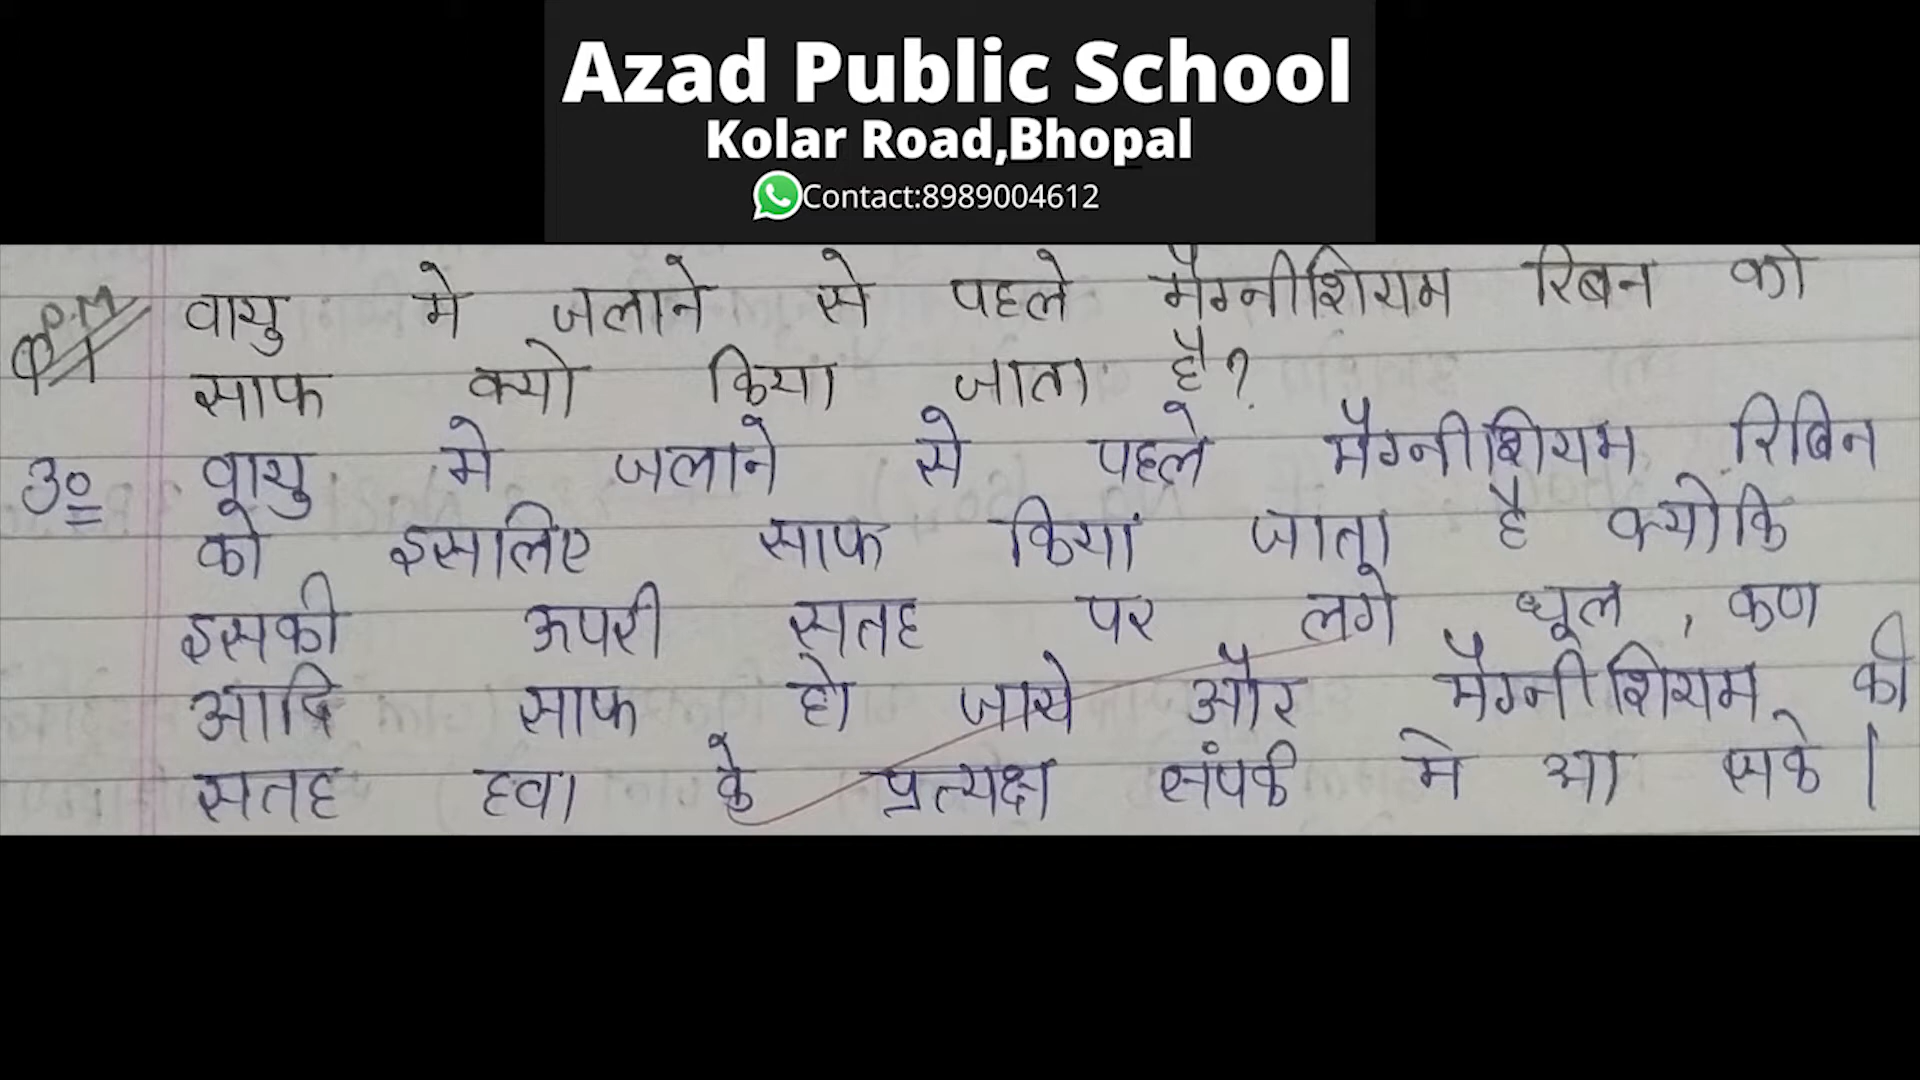 Azad Public School
Kolar Road,Bhopal
Contact:8989004612
वायु मे जलाने से पहले मैग्नीशियम रिबन को
साफ क्यो किया जाता है?
उ० वायु मे जलाने से पहले मैग्नीशियम रिबिन
को इसलिए साफ किया जाता है क्योकि
इसकी ऊपरी सतह पर लगे धूल, कण
आदि साफ हो जाये और मैग्नीशियम की
सतह हवा के प्रत्यक्ष संपर्क मे आ सके।